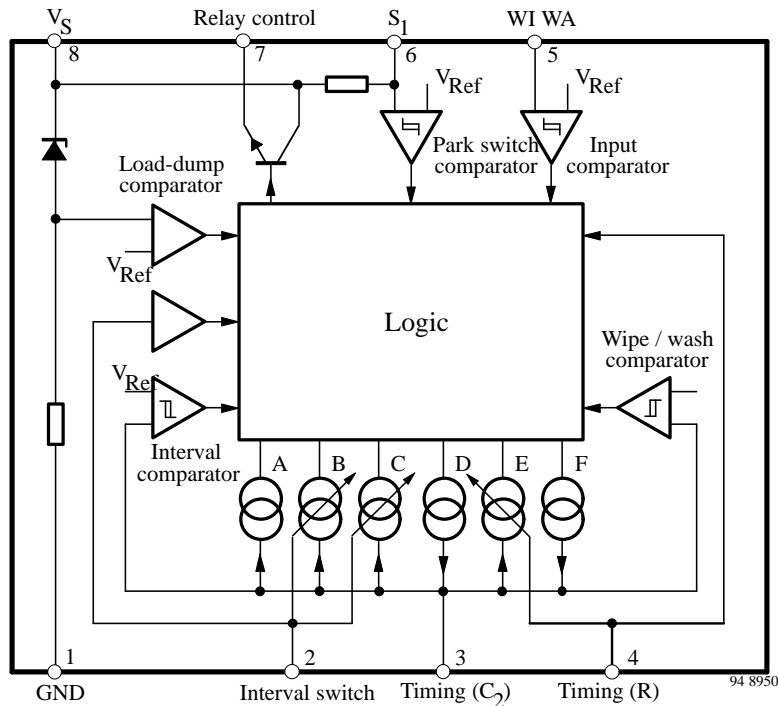 VS
Relay control
S1
WI WA
8
7
6
5
VRef
VRef
Park switch
comparator
Input
comparator
Load-dump
comparator
VRef
Logic
Wipe / wash
comparator
VRef
Interval
comparator
A
B
C
D
E
F
1
2
3
4
GND
Interval switch
Timing (C2)
Timing (R)
94 8950